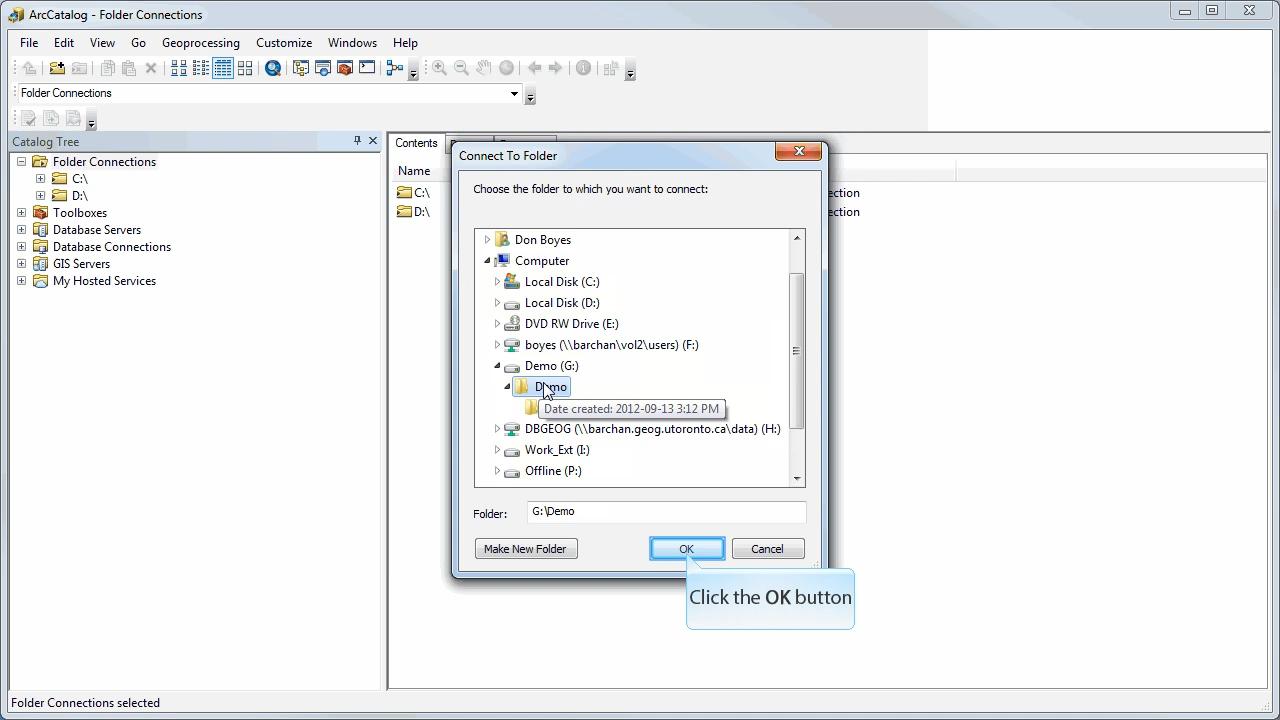 ArcCatalog - Folder Connections
File Edit View Go Geoprocessing Customize Windows Help
Folder Connections
Catalog Tree
Folder Connections
C:\
D:\
Toolboxes
Database Servers
Database Connections
GIS Servers
My Hosted Services
Contents
Name
C:\
D:\
ection
ection
Connect To Folder
Choose the folder to which you want to connect:
Don Boyes
Computer
Local Disk (C:)
Local Disk (D:)
DVD RW Drive (E:)
boyes (\\barchan\vol2\users) (F:)
Demo (G:)
Demo
Date created: 2012-09-13 3:12 PM
DBGEOG (\\barchan.geog.utoronto.ca\data) (H:)
Work_Ext (I:)
Offline (P:)
Folder: G:\Demo
Make New Folder OK Cancel
Click the OK button
Folder Connections selected